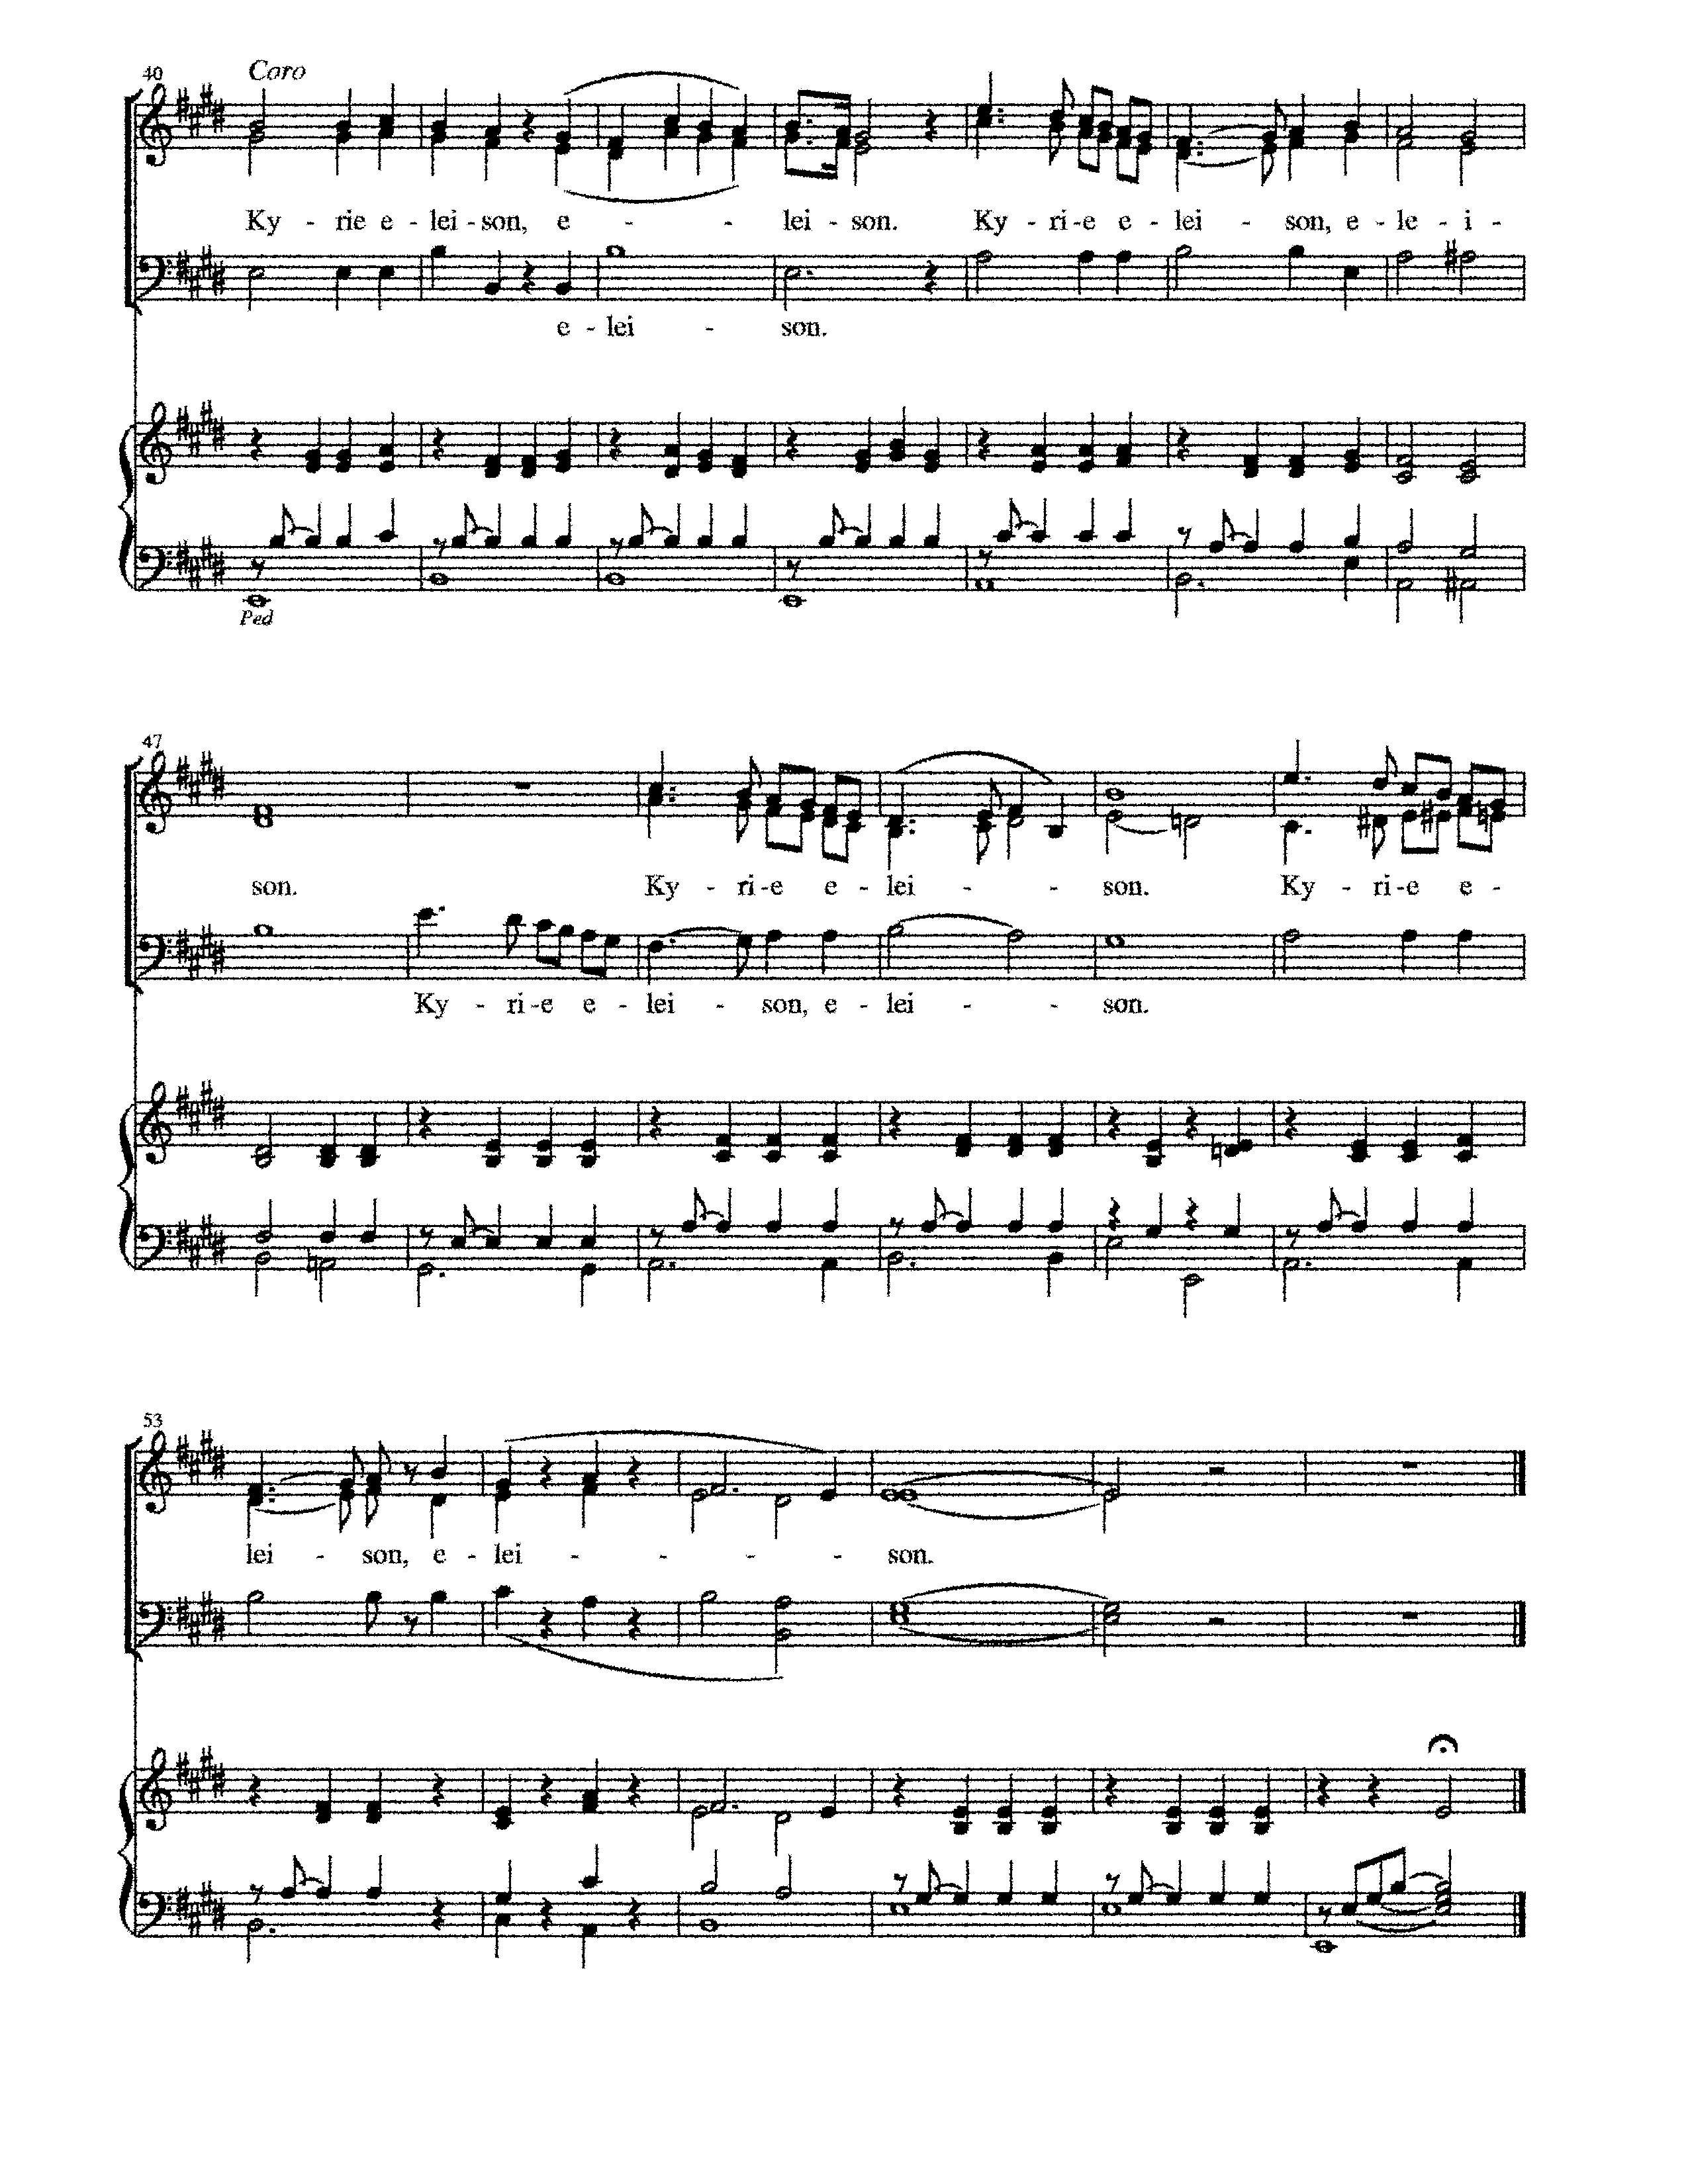 40
Coro
Ky - rie e - lei - son, e - - lei - son. Ky - ri - e e - lei - son, e - le - i -
e - lei - son.
Ped
47
son. Ky - ri - e e - lei - - son. Ky - ri - e e -
Ky - ri - e e - lei - son, e - lei - - son.
53
lei - son, e - lei - - - - son.